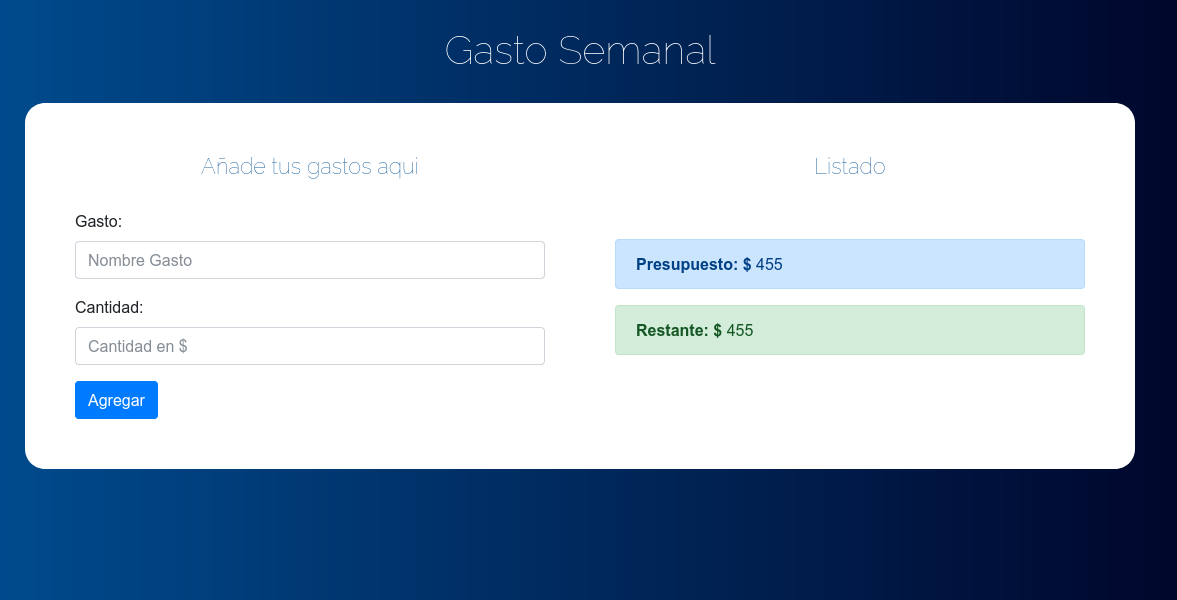 Gasto Semanal
Añade tus gastos aqui
Gasto:
Nombre Gasto
Cantidad:
Cantidad en $
Agregar
Listado
Presupuesto: $ 455
Restante: $ 455